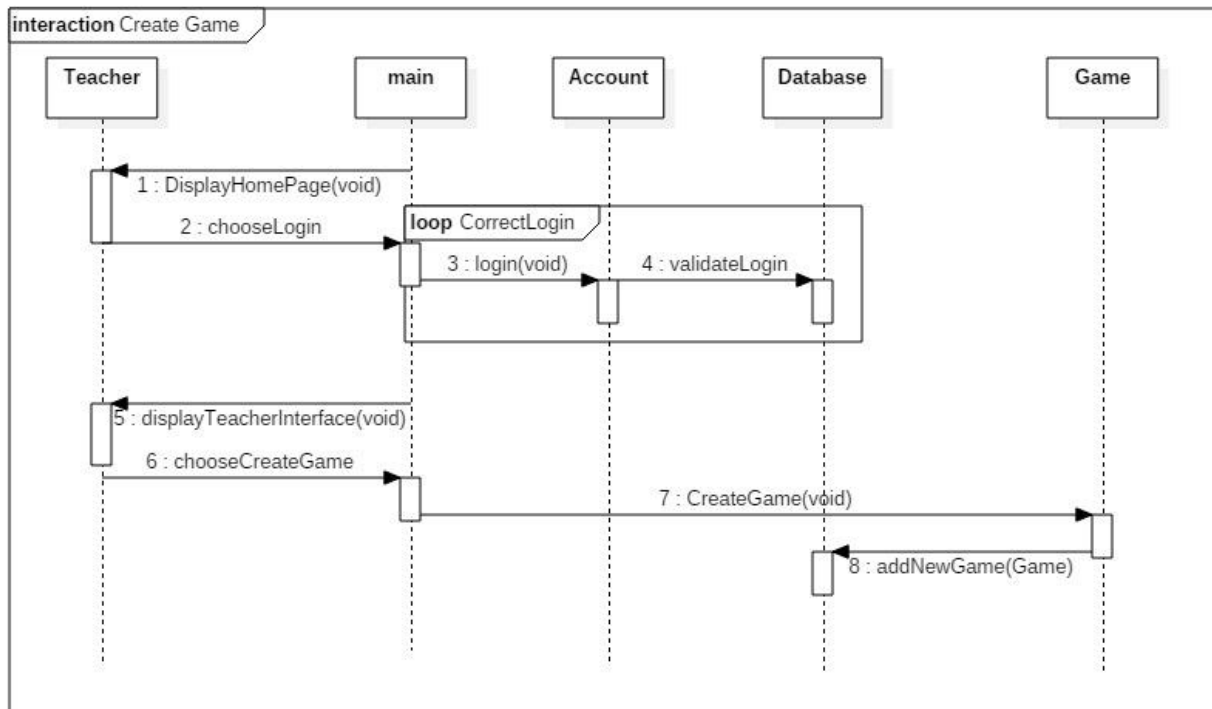 interaction Create Game
Teacher
main
Account
Database
Game
1 : DisplayHomePage(void)
2 : chooseLogin
loop CorrectLogin
3 : login(void)
4 : validateLogin
5 : displayTeacherInterface(void)
6 : chooseCreateGame
7 : CreateGame(void)
8 : addNewGame(Game)